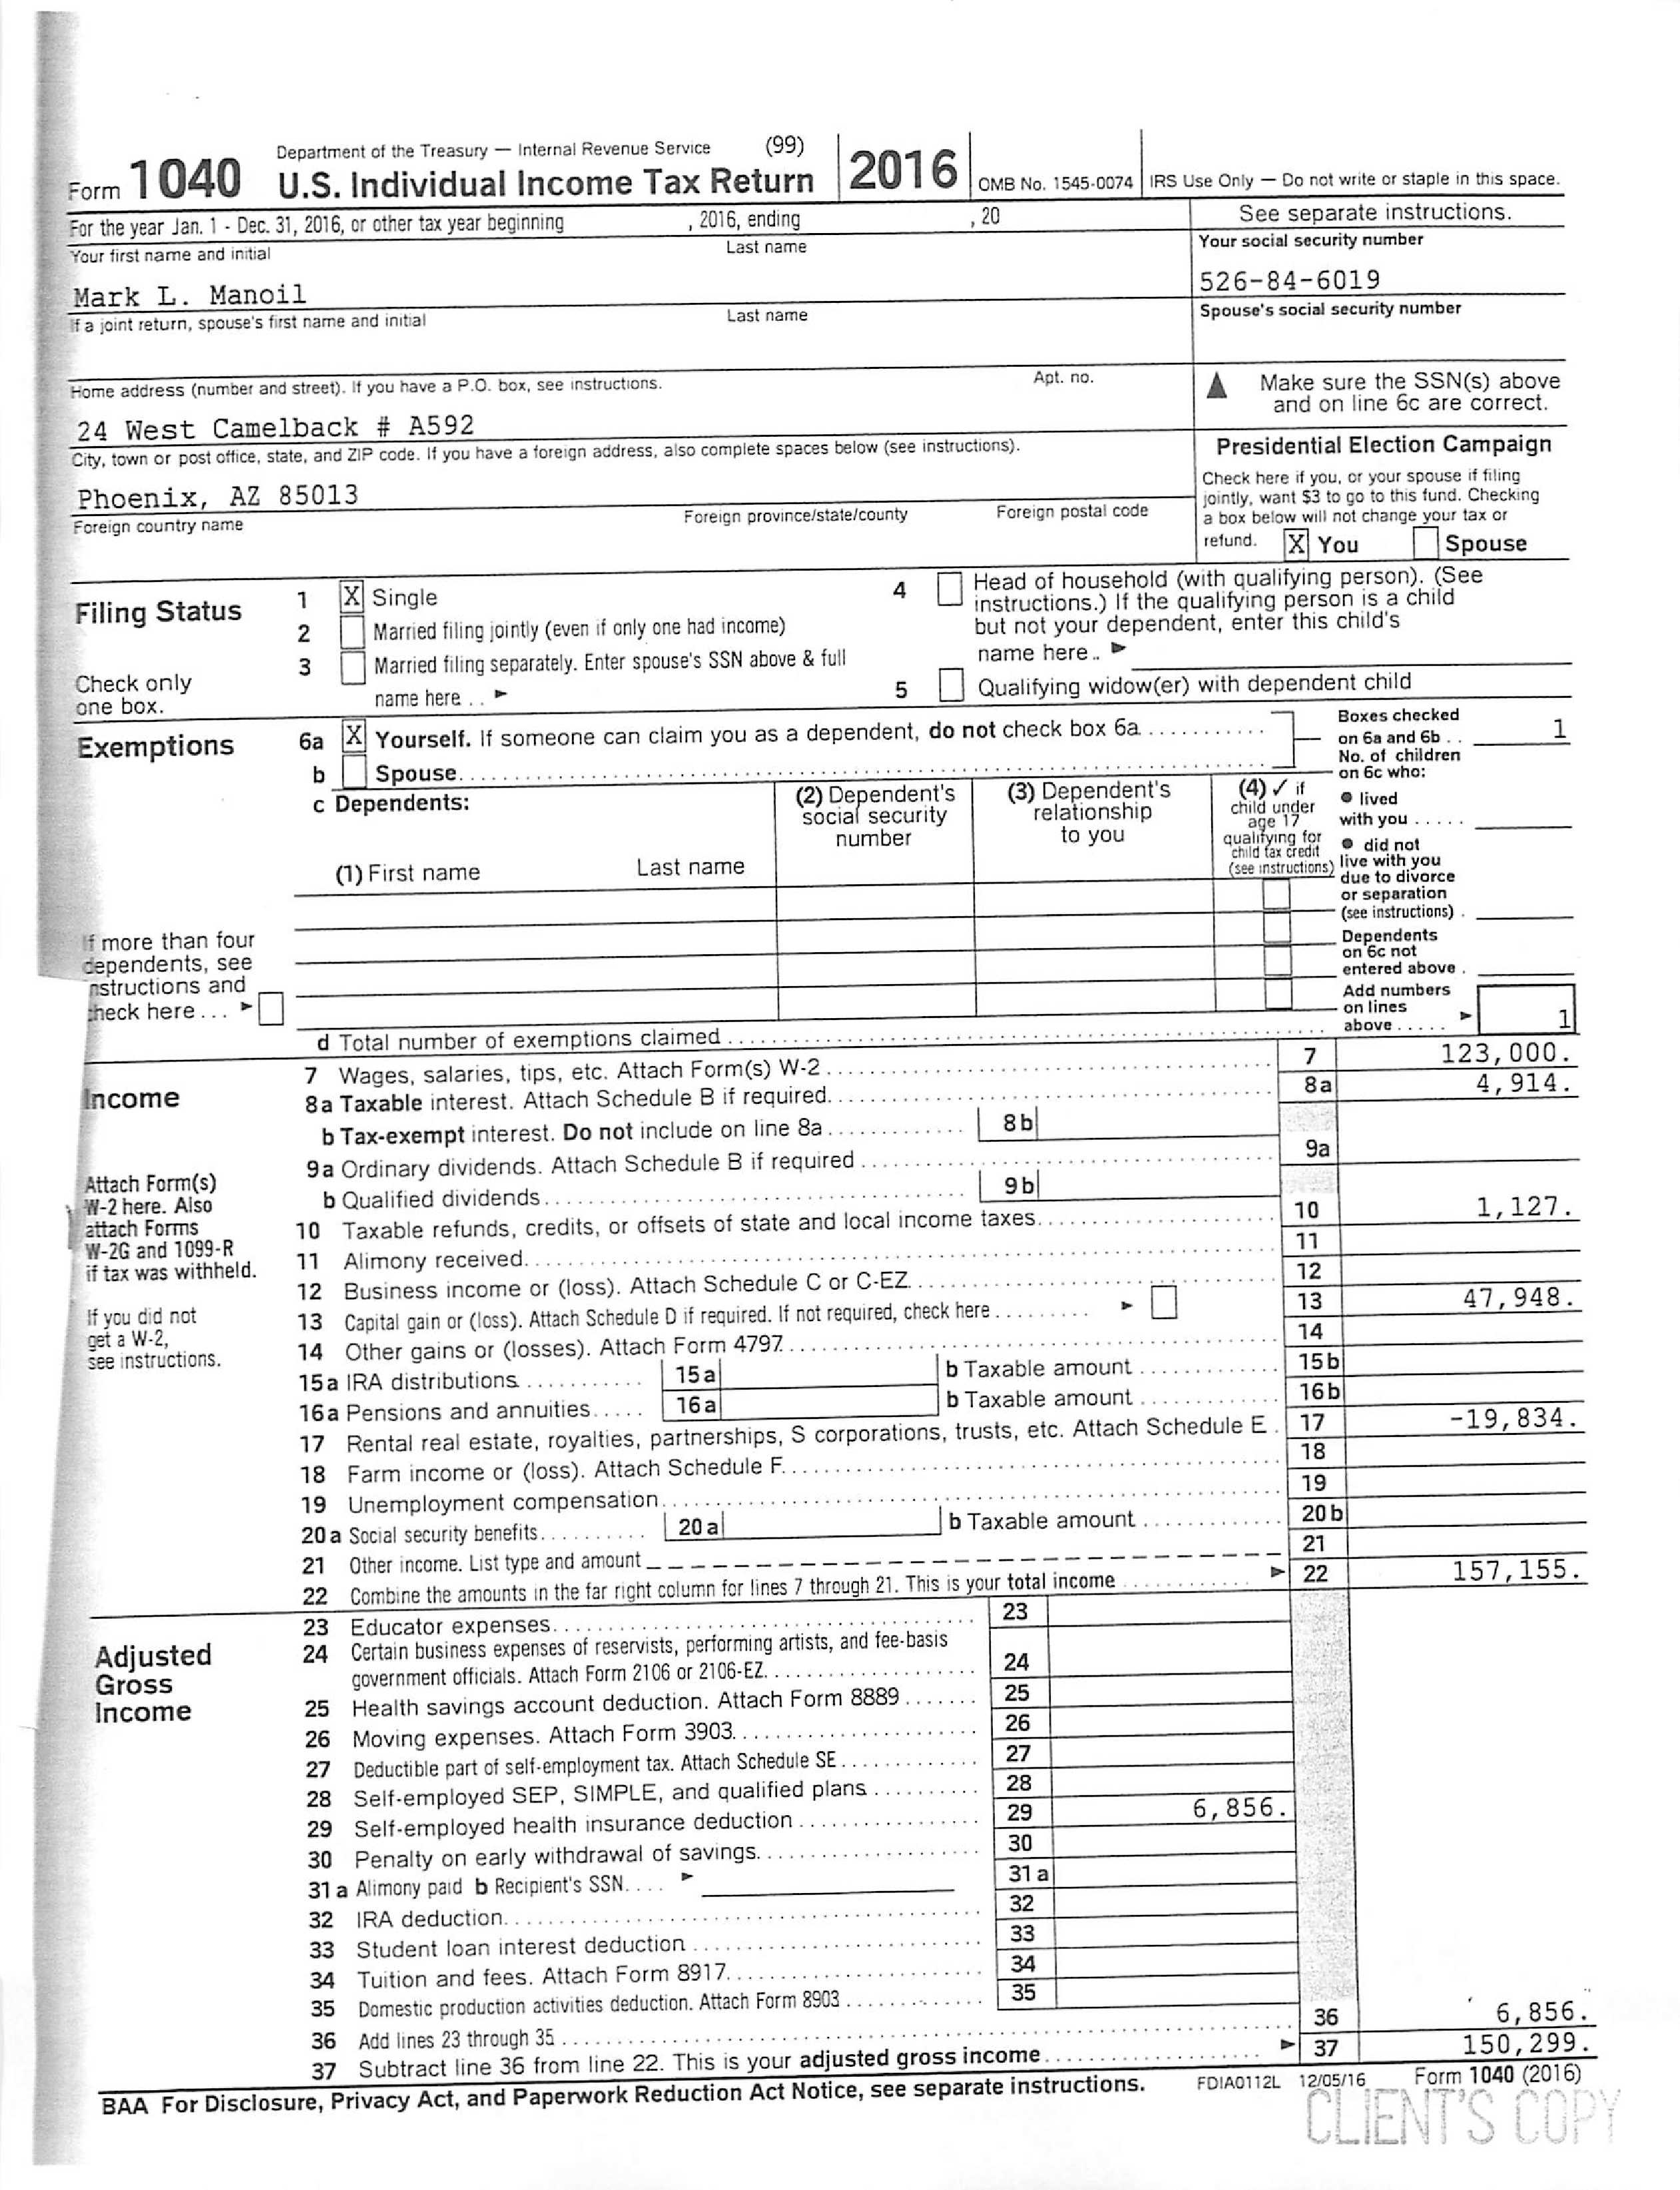 Form 1040
Department of the Treasury — Internal Revenue Service (99)
U.S. Individual Income Tax Return
2016
OMB No. 1545-0074
IRS Use Only — Do not write or staple in this space.
For the year Jan. 1 - Dec. 31, 2016, or other tax year beginning , 2016, ending , 20
See separate instructions.
Your first name and initial Last name
Your social security number
Mark L. Manoil
526-84-6019
If a joint return, spouse's first name and initial Last name
Spouse's social security number
Home address (number and street). If you have a P.O. box, see instructions. Apt. no.
24 West Camelback # A592
▲ Make sure the SSN(s) above
and on line 6c are correct.
City, town or post office, state, and ZIP code. If you have a foreign address, also complete spaces below (see instructions).
Phoenix, AZ 85013
Foreign country name Foreign province/state/county Foreign postal code
Presidential Election Campaign
Check here if you, or your spouse if filing
jointly, want $3 to go to this fund. Checking
a box below will not change your tax or
refund. X You Spouse
Filing Status
Check only
one box.
1 X Single
2 Married filing jointly (even if only one had income)
3 Married filing separately. Enter spouse's SSN above & full
name here . . ►
4 Head of household (with qualifying person). (See
instructions.) If the qualifying person is a child
but not your dependent, enter this child's
name here . . ►
5 Qualifying widow(er) with dependent child
Exemptions
6a X Yourself. If someone can claim you as a dependent, do not check box 6a
b Spouse
c Dependents:
(1) First name Last name
(2) Dependent's
social security
number
(3) Dependent's
relationship
to you
(4) ✓ if
child under
age 17
qualifying for
child tax credit
(see instructions)
Boxes checked
on 6a and 6b . . 1
No. of children
on 6c who:
● lived
with you . . . . .
● did not
live with you
due to divorce
or separation
(see instructions) .
Dependents
on 6c not
entered above .
Add numbers
on lines
above . . . . . ► 1
If more than four
dependents, see
instructions and
check here . . . ►
d Total number of exemptions claimed
Income
7 Wages, salaries, tips, etc. Attach Form(s) W-2 7 123,000.
8a Taxable interest. Attach Schedule B if required 8a 4,914.
b Tax-exempt interest. Do not include on line 8a 8b
9a Ordinary dividends. Attach Schedule B if required 9a
b Qualified dividends 9b
10 Taxable refunds, credits, or offsets of state and local income taxes 10 1,127.
11 Alimony received 11
12 Business income or (loss). Attach Schedule C or C-EZ 12
13 Capital gain or (loss). Attach Schedule D if required. If not required, check here ► 13 47,948.
14 Other gains or (losses). Attach Form 4797 14
15a IRA distributions 15a b Taxable amount 15b
16a Pensions and annuities 16a b Taxable amount 16b
17 Rental real estate, royalties, partnerships, S corporations, trusts, etc. Attach Schedule E 17 -19,834.
18 Farm income or (loss). Attach Schedule F 18
19 Unemployment compensation 19
20a Social security benefits 20a b Taxable amount 20b
21 Other income. List type and amount 21
22 Combine the amounts in the far right column for lines 7 through 21. This is your total income ► 22 157,155.
Attach Form(s)
W-2 here. Also
attach Forms
W-2G and 1099-R
if tax was withheld.
If you did not
get a W-2,
see instructions.
Adjusted
Gross
Income
23 Educator expenses 23
24 Certain business expenses of reservists, performing artists, and fee-basis
government officials. Attach Form 2106 or 2106-EZ 24
25 Health savings account deduction. Attach Form 8889 25
26 Moving expenses. Attach Form 3903 26
27 Deductible part of self-employment tax. Attach Schedule SE 27
28 Self-employed SEP, SIMPLE, and qualified plans 28
29 Self-employed health insurance deduction 29 6,856.
30 Penalty on early withdrawal of savings 30
31a Alimony paid b Recipient's SSN ► 31a
32 IRA deduction 32
33 Student loan interest deduction 33
34 Tuition and fees. Attach Form 8917 34
35 Domestic production activities deduction. Attach Form 8903 35
36 Add lines 23 through 35 36 6,856.
37 Subtract line 36 from line 22. This is your adjusted gross income ► 37 150,299.
BAA For Disclosure, Privacy Act, and Paperwork Reduction Act Notice, see separate instructions. FDIA0112L 12/05/16 Form 1040 (2016)
CLIENT'S COPY